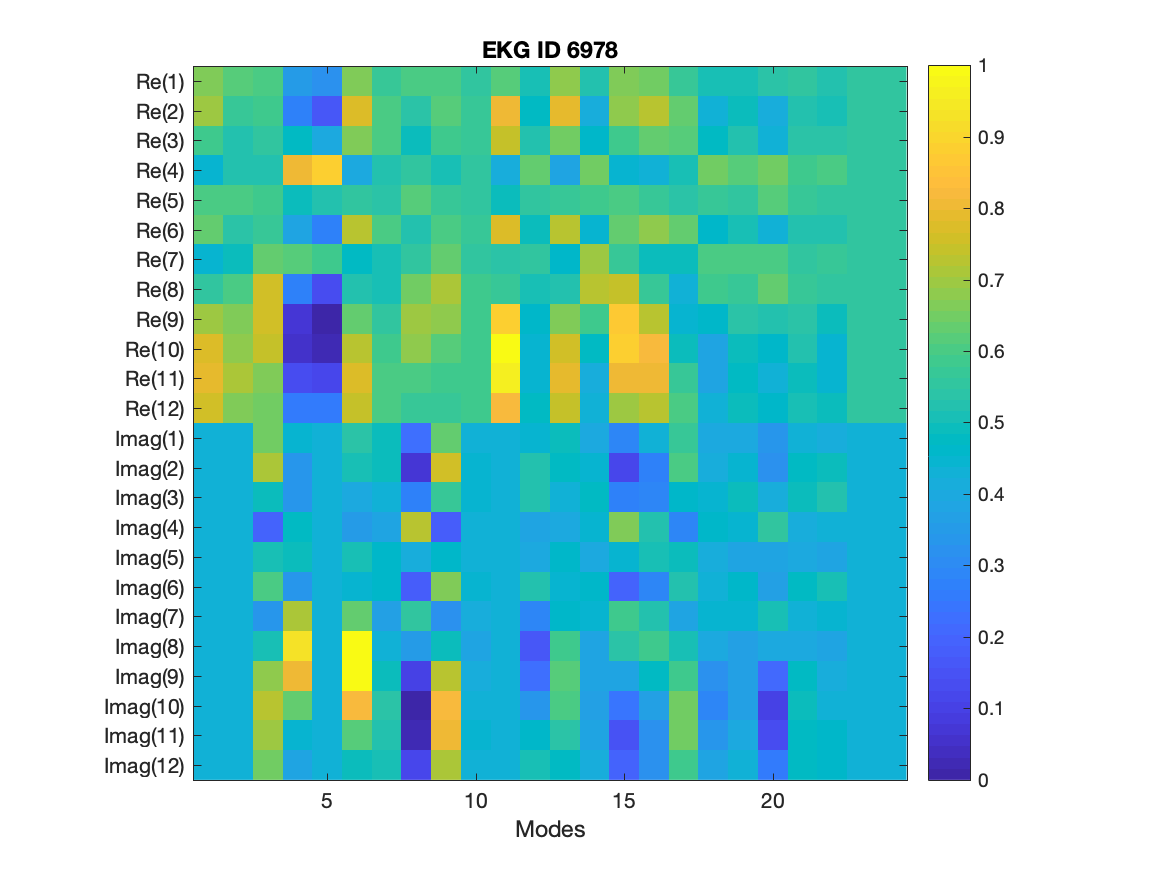 EKG ID 6978
Re(1)
Re(2)
Re(3)
Re(4)
Re(5)
Re(6)
Re(7)
Re(8)
Re(9)
Re(10)
Re(11)
Re(12)
Imag(1)
Imag(2)
Imag(3)
Imag(4)
Imag(5)
Imag(6)
Imag(7)
Imag(8)
Imag(9)
Imag(10)
Imag(11)
Imag(12)
5 10 15 20
Modes
1
0.9
0.8
0.7
0.6
0.5
0.4
0.3
0.2
0.1
0